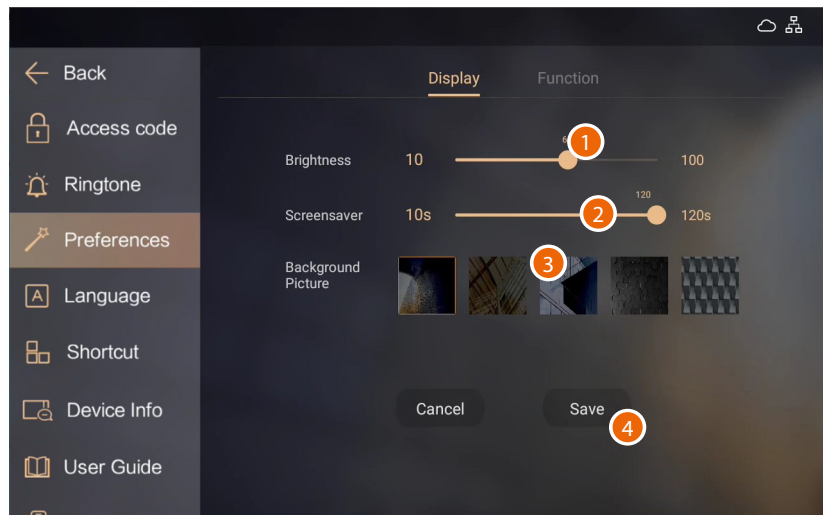 Back
Display Function
Access code
Brightness 10 1 100
Ringtone
120
Screensaver 10s 2 120s
Preferences
Background
Picture
3
Language
Shortcut
Device Info
Cancel Save
4
User Guide